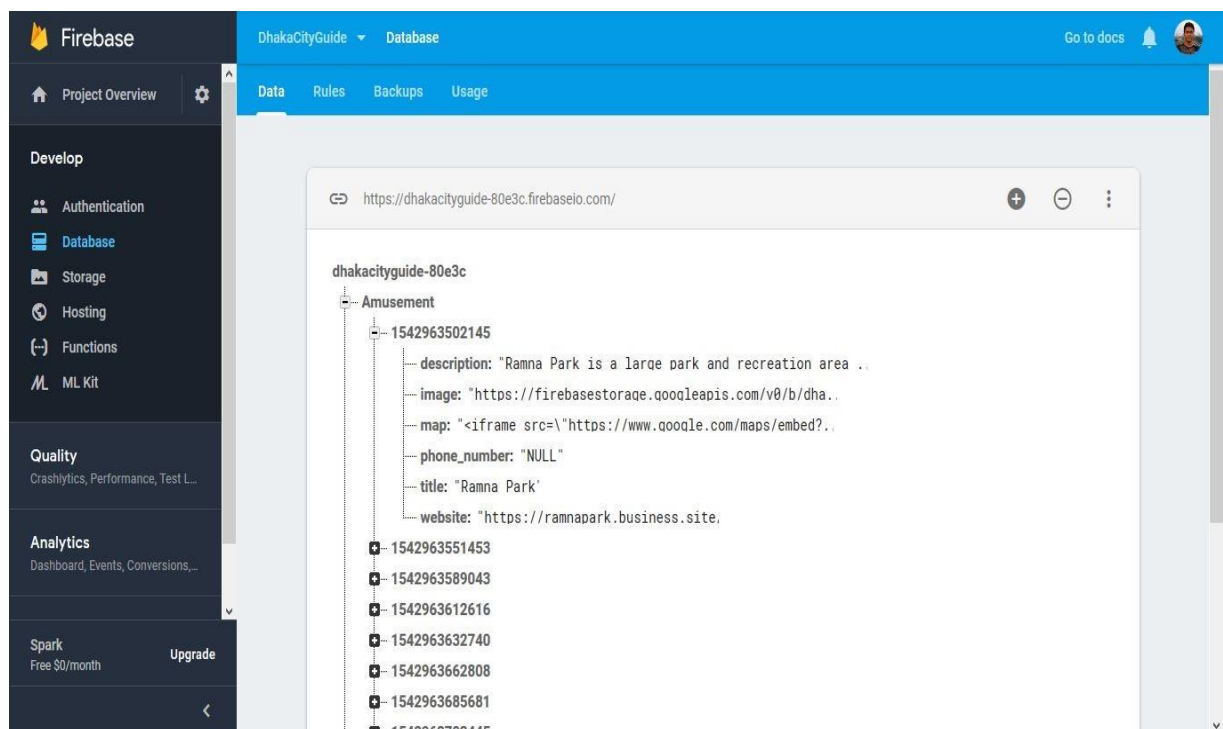 Firebase
DhakaCityGuide Database
Go to docs
Project Overview
Data Rules Backups Usage
Develop
Authentication
Database
Storage
Hosting
Functions
ML Kit
Quality
Crashlytics, Performance, Test L...
Analytics
Dashboard, Events, Conversions,...
Spark
Free $0/month
Upgrade
https://dhakacityguide-80e3c.firebaseio.com/
dhakacityguide-80e3c
Amusement
1542963502145
description: "Ramna Park is a large park and recreation area ..
image: "https://firebasestorage.googleapis.com/v0/b/dha..
map: "<iframe src=\"https://www.google.com/maps/embed?..
phone_number: "NULL"
title: "Ramna Park'
website: "https://ramnapark.business.site,
1542963551453
1542963589043
1542963612616
1542963632740
1542963662808
1542963685681